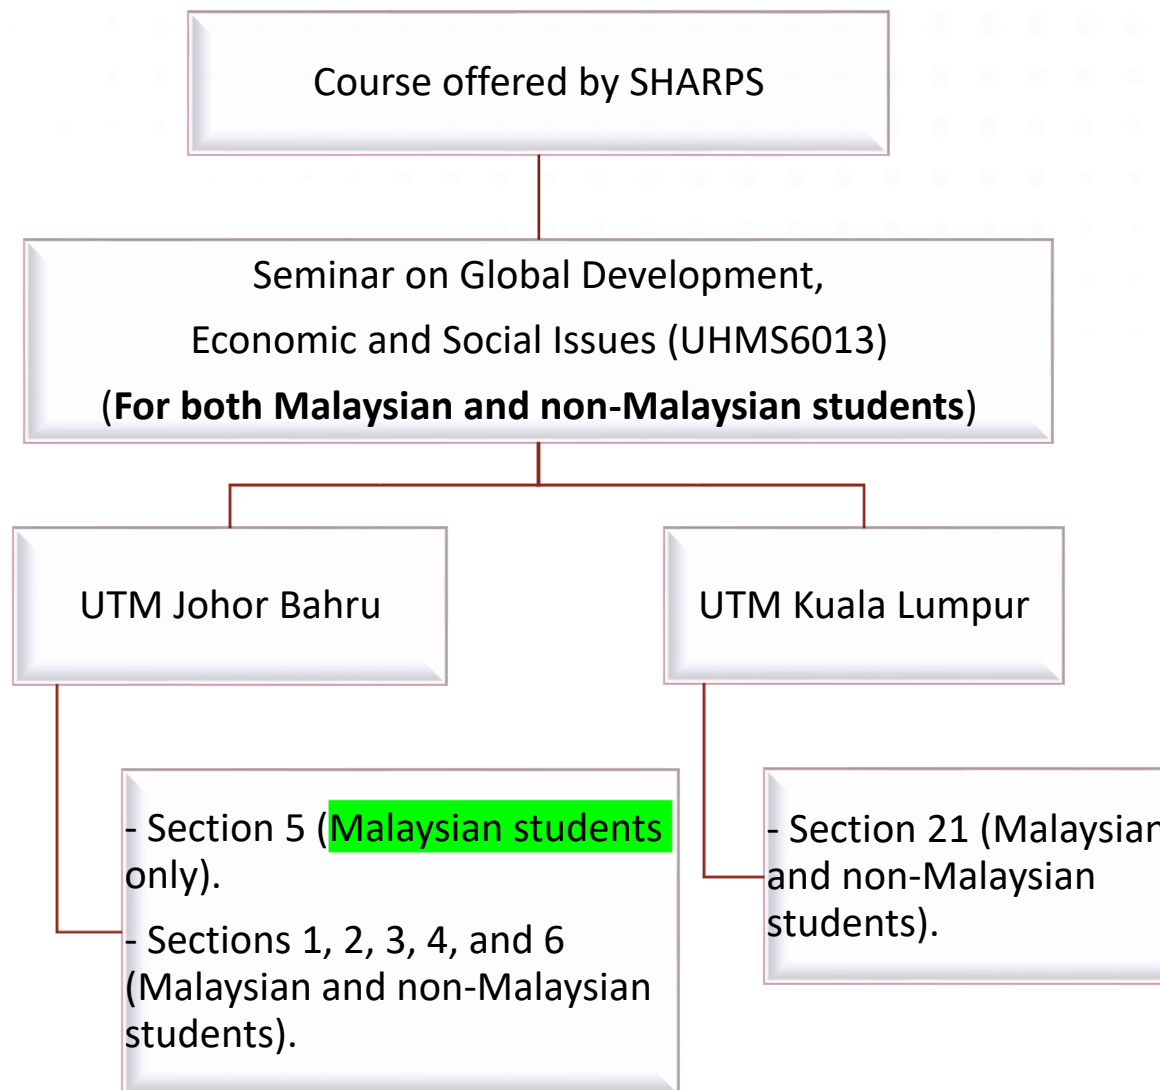 Course offered by SHARPS
Seminar on Global Development,
Economic and Social Issues (UHMS6013)
(For both Malaysian and non-Malaysian students)
UTM Johor Bahru
UTM Kuala Lumpur
- Section 5 (Malaysian students
only).
- Sections 1, 2, 3, 4, and 6
(Malaysian and non-Malaysian
students).
- Section 21 (Malaysian
and non-Malaysian
students).